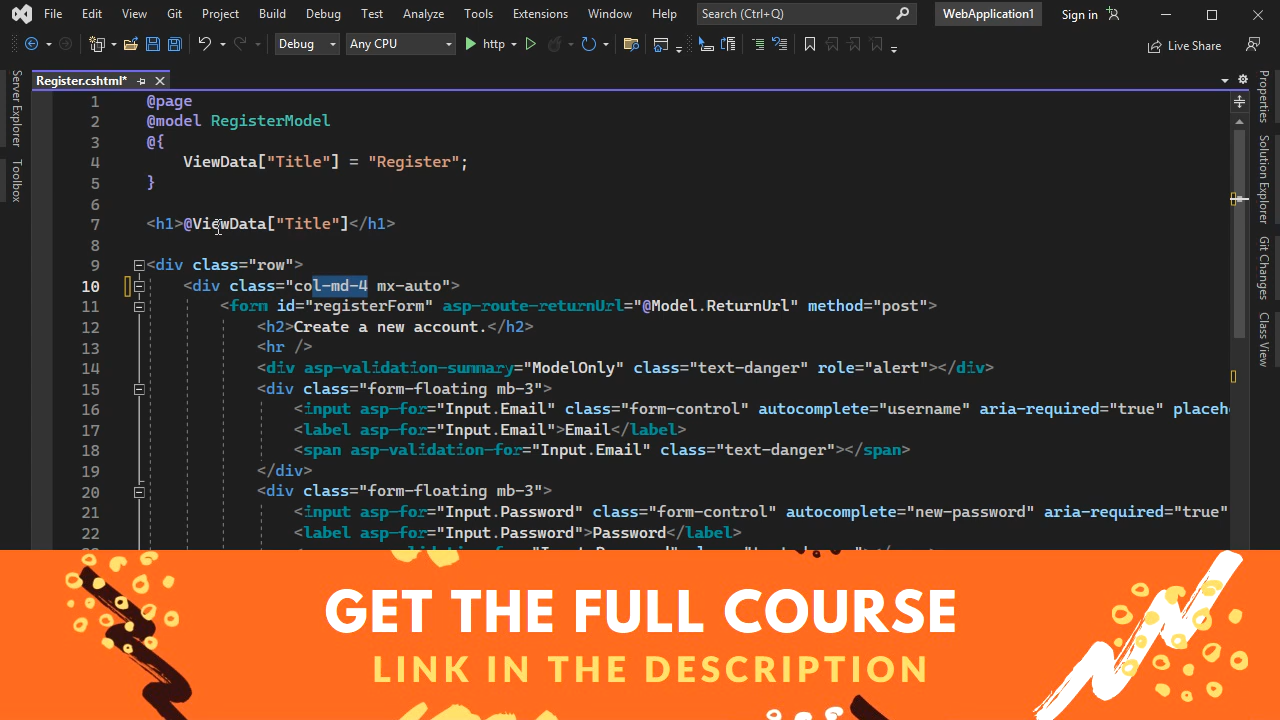 File Edit View Git Project Build Debug Test Analyze Tools Extensions Window Help Search (Ctrl+Q) WebApplication1 Sign in
Debug Any CPU http Live Share
Register.cshtml*
Server Explorer
Toolbox
Properties
Solution Explorer
Git Changes
Class View
1 @page
2 @model RegisterModel
3 @{
4 ViewData["Title"] = "Register";
5 }
6
7 <h1>@ViewData["Title"]</h1>
8
9 <div class="row">
10 <div class="col-md-4 mx-auto">
11 <form id="registerForm" asp-route-returnUrl="@Model.ReturnUrl" method="post">
12 <h2>Create a new account.</h2>
13 <hr />
14 <div asp-validation-summary="ModelOnly" class="text-danger" role="alert"></div>
15 <div class="form-floating mb-3">
16 <input asp-for="Input.Email" class="form-control" autocomplete="username" aria-required="true" placeh
17 <label asp-for="Input.Email">Email</label>
18 <span asp-validation-for="Input.Email" class="text-danger"></span>
19 </div>
20 <div class="form-floating mb-3">
21 <input asp-for="Input.Password" class="form-control" autocomplete="new-password" aria-required="true"
22 <label asp-for="Input.Password">Password</label>
GET THE FULL COURSE
LINK IN THE DESCRIPTION